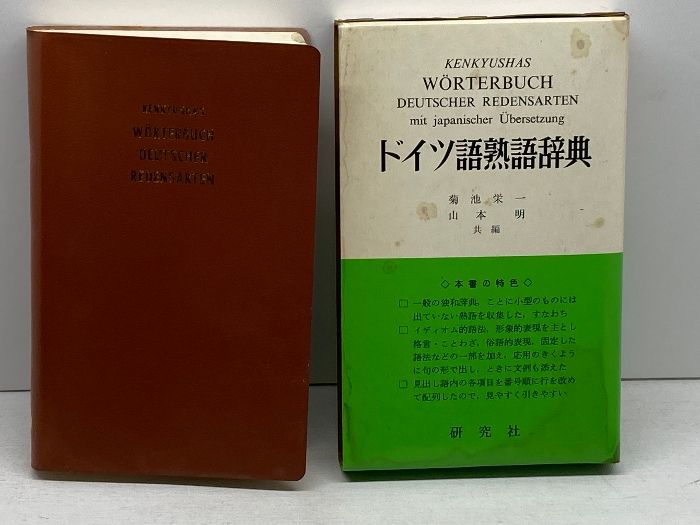 KENKYUSHAS
WÖRTERBUCH
DEUTSCHER
REDENSARTEN
KENKYUSHAS
WÖRTERBUCH
DEUTSCHER REDENSARTEN
mit japanischer Übersetzung
ドイツ語熟語辞典
菊池栄一
山本明
共編
◇本書の特色◇
□ 一般の独和辞典，ことに小型のものには
出ていない熟語を収集した．すなわち
□ イディオム的語法，形象的表現を主とし
格言・ことわざ，俗語的表現，固定した
語法などの一部を加え，応用のきくよう
に句の形で出し，ときに文例も添えた
□ 見出し語内の各項目を番号順に行を改め
て配列したので，見やすく引きやすい
研究社